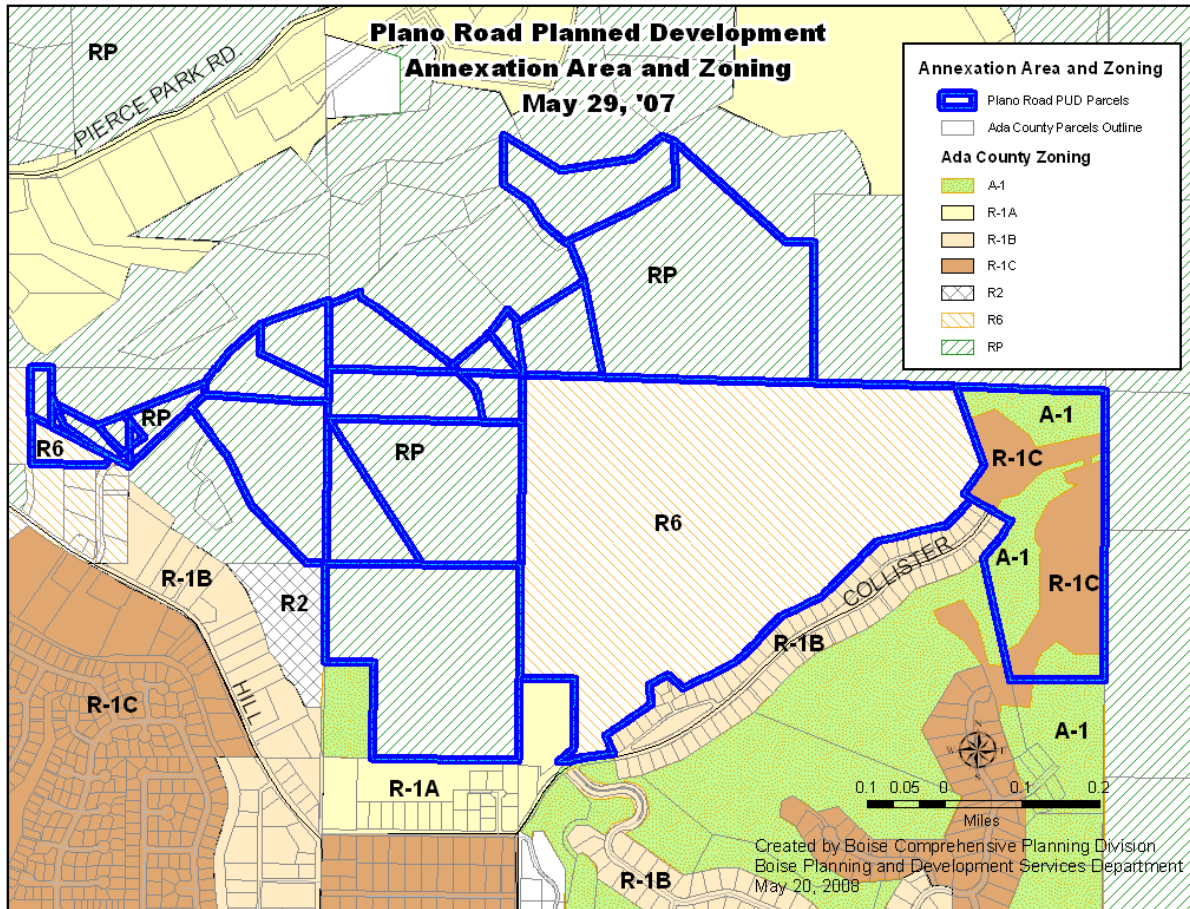 Plano Road Planned Development
Annexation Area and Zoning
May 29, '07
Annexation Area and Zoning
Plano Road PUD Parcels
Ada County Parcels Outline
Ada County Zoning
A-1
R-1A
R-1B
R-1C
R2
R6
RP
RP
PIERCE PARK RD.
RP
RP
R6
RP
R6
A-1
R-1C
A-1
R-1C
COLLISTER
R-1B
R-1B
R2
HILL
R-1C
R-1A
R-1B
A-1
N
W
E
S
0.1 0.05 0 0.1 0.2
Miles
Created by Boise Comprehensive Planning Division
Boise Planning and Development Services Department
May 20, 2008